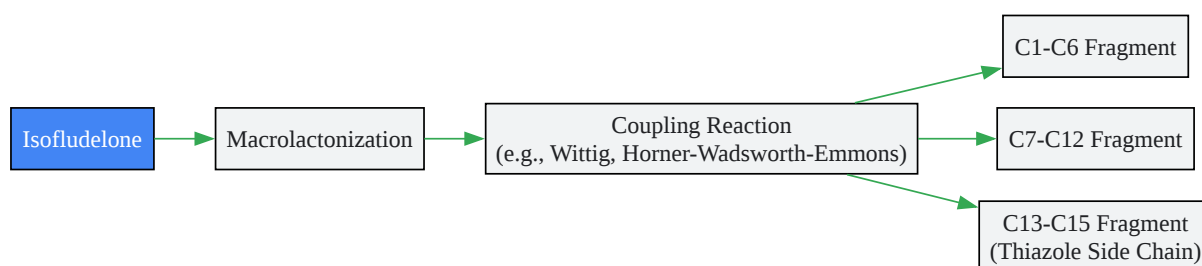 Isofludelone
Macrolactonization
Coupling Reaction
(e.g., Wittig, Horner-Wadsworth-Emmons)
C1-C6 Fragment
C7-C12 Fragment
C13-C15 Fragment
(Thiazole Side Chain)